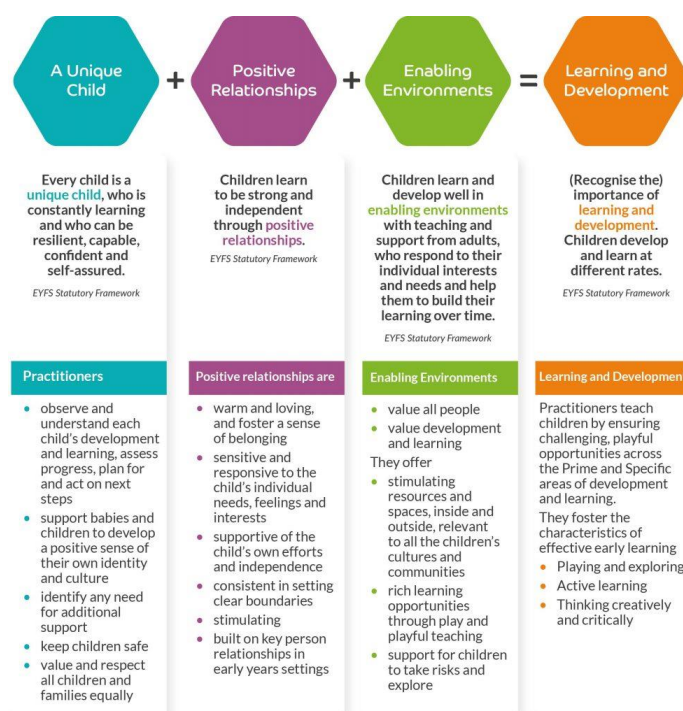 A Unique
Child
+
Positive
Relationships
+
Enabling
Environments
=
Learning and
Development
Every child is a
unique child, who is
constantly learning
and who can be
resilient, capable,
confident and
self-assured.
EYFS Statutory Framework
Children learn
to be strong and
independent
through positive
relationships.
EYFS Statutory Framework
Children learn and
develop well in
enabling environments
with teaching and
support from adults,
who respond to their
individual interests
and needs and help
them to build their
learning over time.
EYFS Statutory Framework
(Recognise the)
importance of
learning and
development.
Children develop
and learn at
different rates.
EYFS Statutory Framework
Practitioners
• observe and
understand each
child's development
and learning, assess
progress, plan for
and act on next
steps
• support babies and
children to develop
a positive sense of
their own identity
and culture
• identify any need
for additional
support
• keep children safe
• value and respect
all children and
families equally
Positive relationships are
• warm and loving,
and foster a sense
of belonging
• sensitive and
responsive to the
child's individual
needs, feelings and
interests
• supportive of the
child's own efforts
and independence
• consistent in setting
clear boundaries
• stimulating
• built on key person
relationships in
early years settings
Enabling Environments
• value all people
• value development
and learning
They offer
• stimulating
resources and
spaces, inside and
outside, relevant
to all the children's
cultures and
communities
• rich learning
opportunities
through play and
playful teaching
• support for children
to take risks and
explore
Learning and Developmen
Practitioners teach
children by ensuring
challenging, playful
opportunities across
the Prime and Specific
areas of development
and learning.
They foster the
characteristics of
effective early learning
• Playing and exploring
• Active learning
• Thinking creatively
and critically